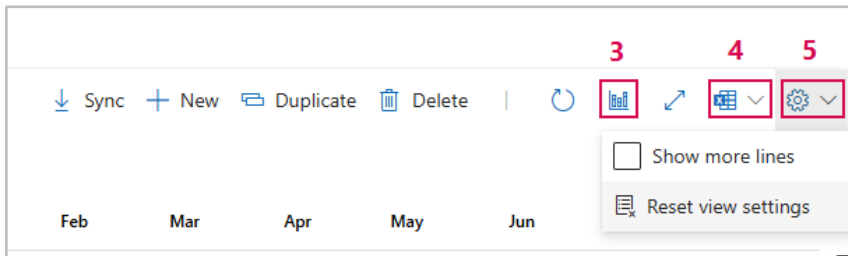 3 4 5
Sync New Duplicate Delete
Show more lines
Reset view settings
Feb Mar Apr May Jun